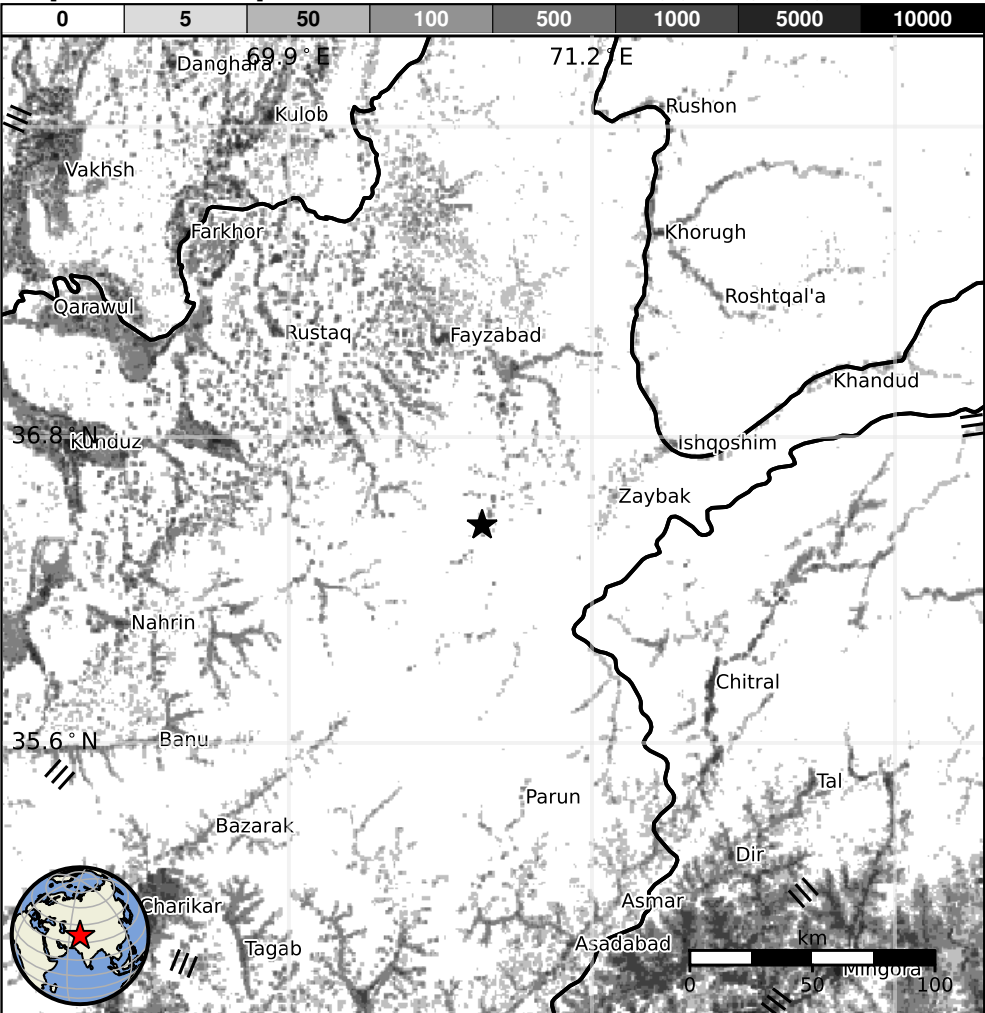 0 5 50 100 500 1000 5000 10000
69.9°E 71.2°E
Danghara
Rushon
Kulob
Vakhsh
Farkhor
Khorugh
Roshtqal'a
Qarawul
Rustaq
Fayzabad
Khandud
36.8°N
Kunduz
Ishqoshim
Zaybak
Nahrin
Chitral
35.6°N
Banu
Tal
Parun
Bazarak
Dir
Asmar
Charikar
Asadabad
Tagab
km
Mingora
0 50 100